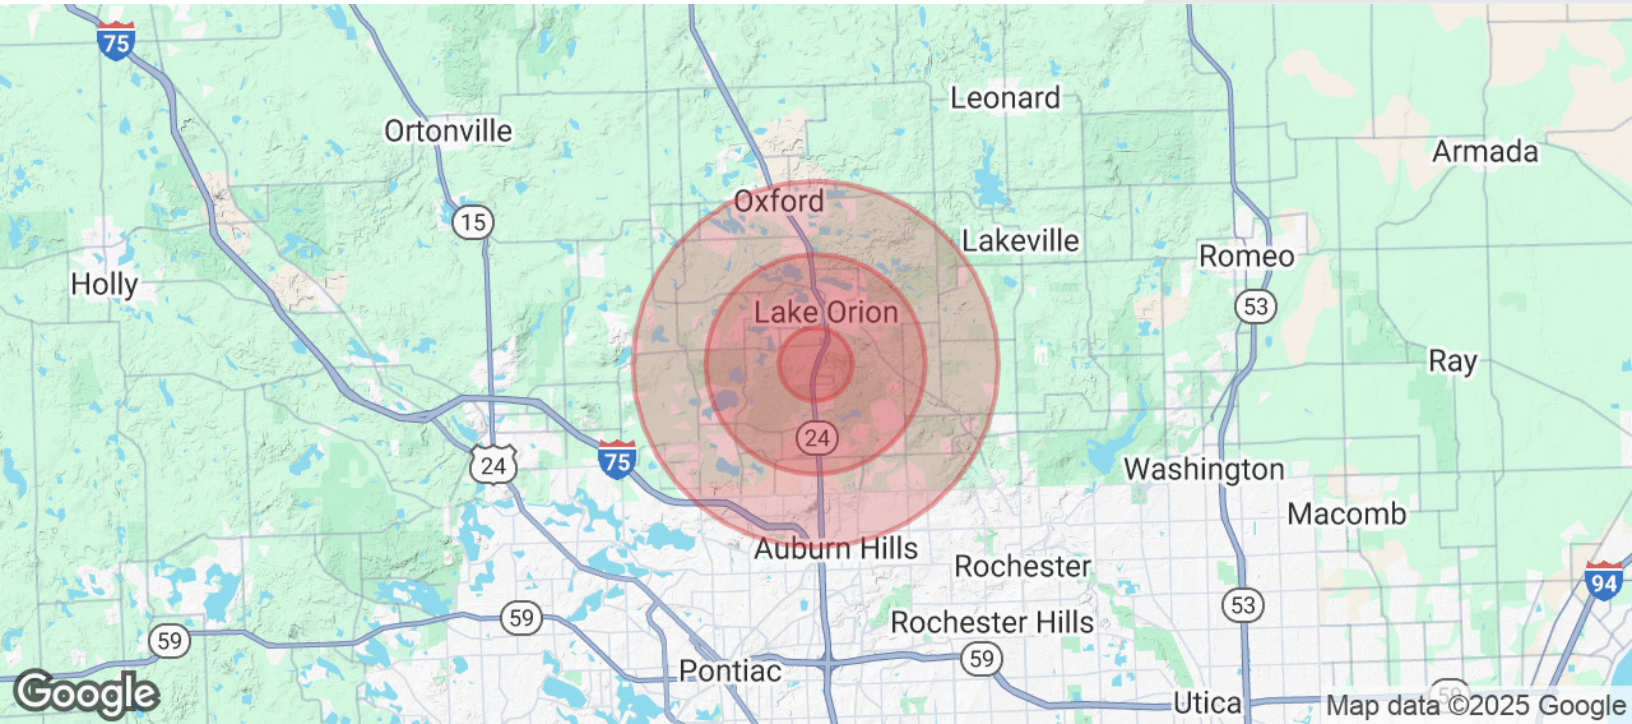 75
Leonard
Ortonville
Armada
Oxford
15
Lakeville
Romeo
Holly
53
Lake Orion
Ray
24
75
24
Washington
Macomb
Auburn Hills
Rochester
94
53
59
59
Rochester Hills
59
Pontiac
Google
Utica
59
Map data ©2025 Google